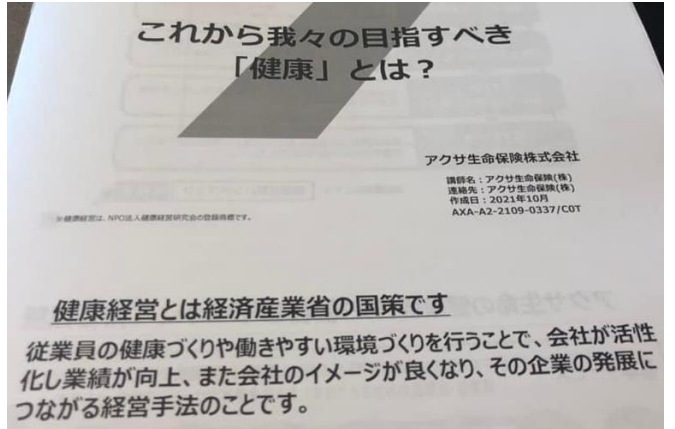 これから我々の目指すべき
「健康」とは？
アクサ生命保険株式会社
講師名：アクサ生命保険(株)
連絡先：アクサ生命保険(株)
作成日：2021年10月
AXA-A2-2109-0337/C0T
※健康経営は、NPO法人健康経営研究会の登録商標です。
健康経営とは経済産業省の国策です
従業員の健康づくりや働きやすい環境づくりを行うことで、会社が活性
化し業績が向上、また会社のイメージが良くなり、その企業の発展に
つながる経営手法のことです。